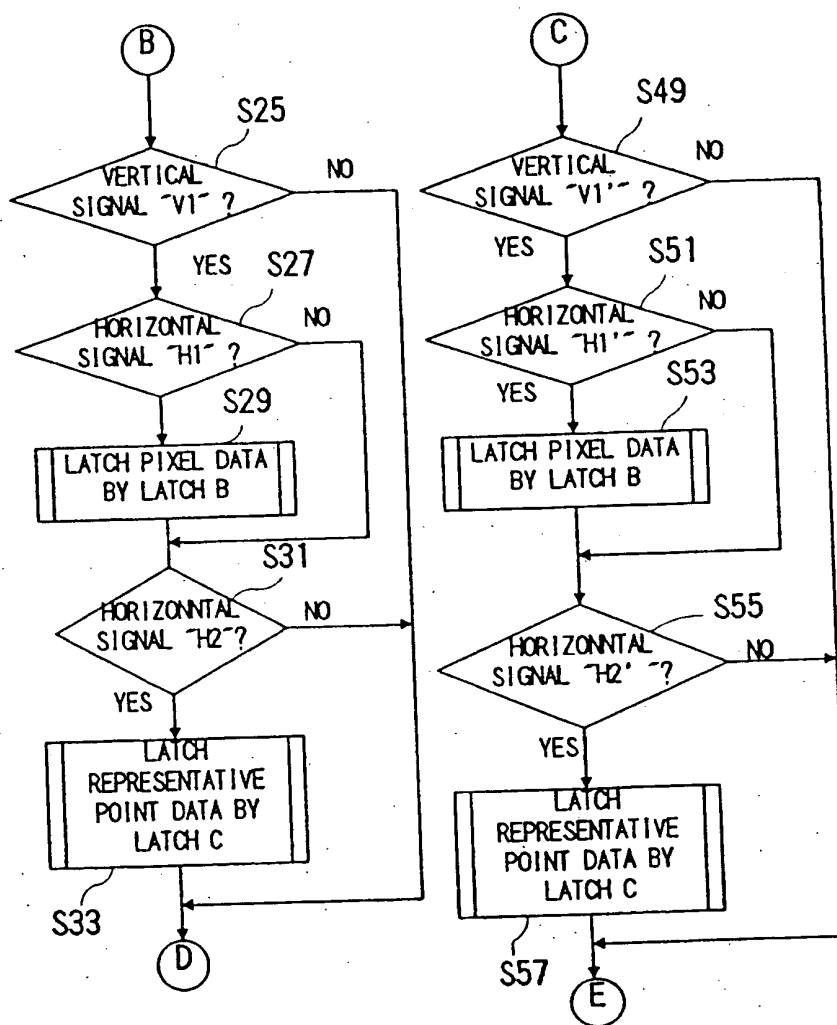 B
S25
VERTICAL
SIGNAL "V1" ?
NO
YES
S27
HORIZONTAL
SIGNAL "H1" ?
NO
S29
LATCH PIXEL DATA
BY LATCH B
S31
HORIZONNTAL
SIGNAL "H2"?
NO
YES
LATCH
REPRESENTATIVE
POINT DATA BY
LATCH C
S33
D
C
S49
VERTICAL
SIGNAL "V1'" ?
NO
YES
S51
HORIZONTAL
SIGNAL "H1'" ?
NO
YES
S53
LATCH PIXEL DATA
BY LATCH B
S55
HORIZONNTAL
SIGNAL "H2' "?
NO
YES
LATCH
REPRESENTATIVE
POINT DATA BY
LATCH C
S57
E